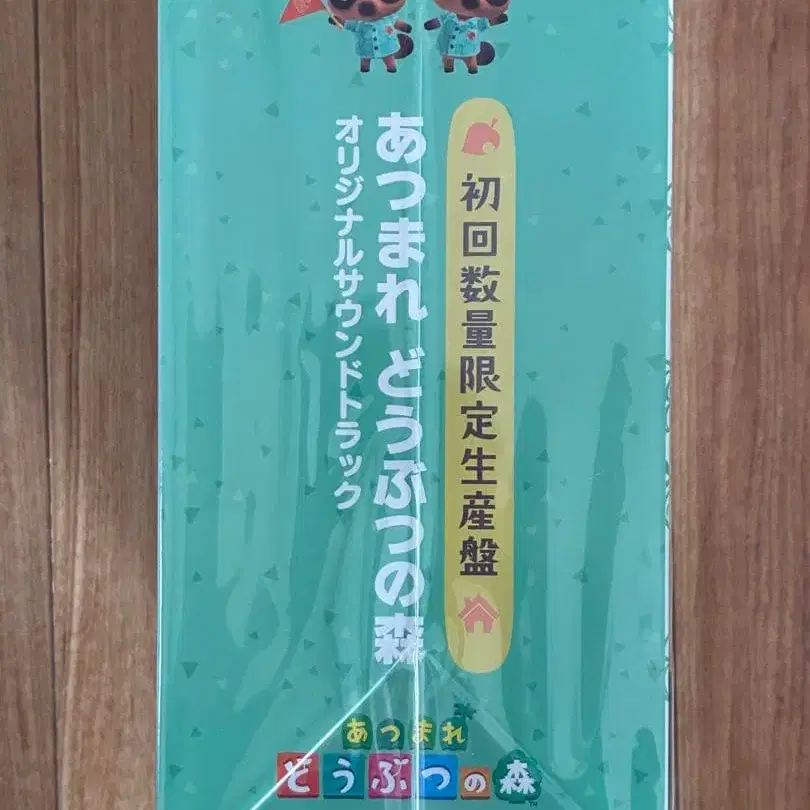 初回数量限定生産盤
あつまれ どうぶつの森
オリジナルサウンドトラック
あつまれ
どうぶつの森
TM